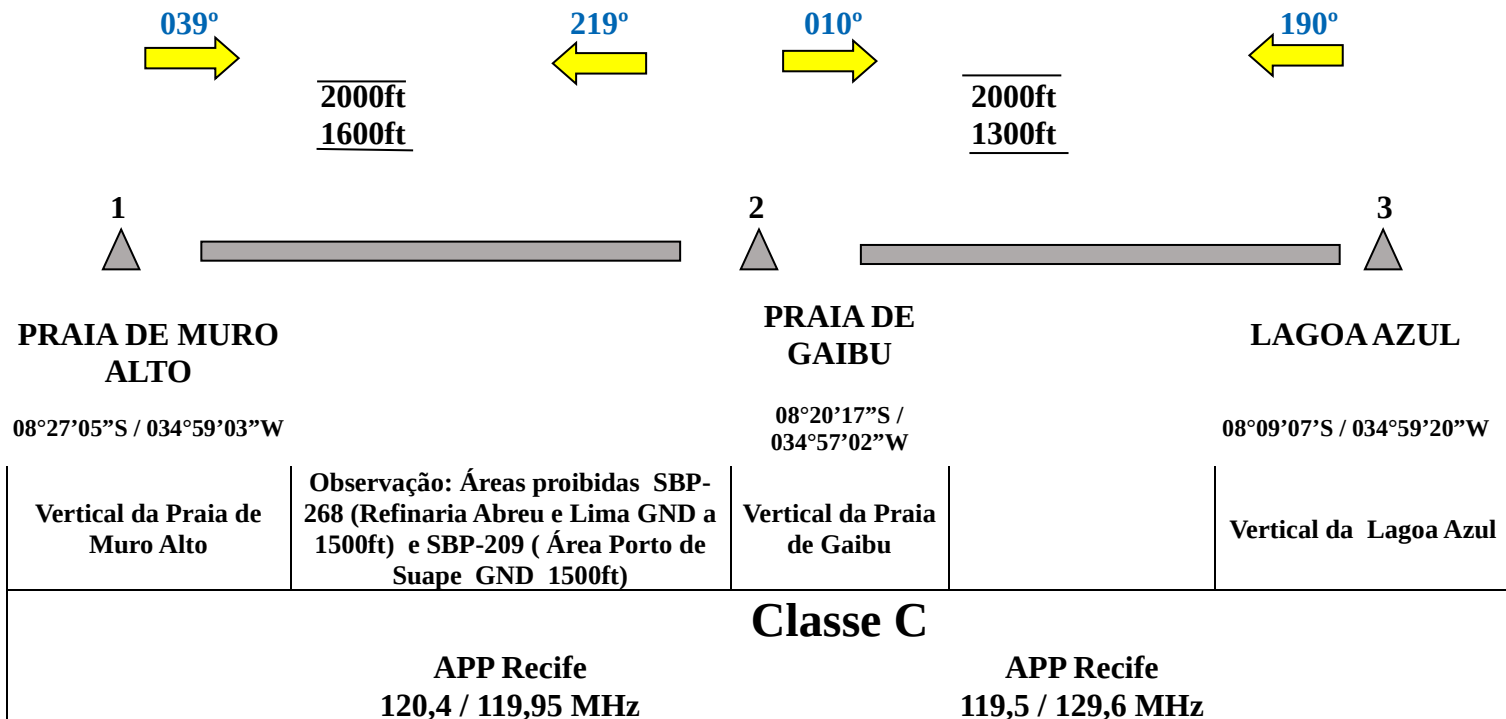 039º
219º
010º
190º
2000ft
1600ft
2000ft
1300ft
1
2
3
PRAIA DE MURO
ALTO
PRAIA DE
GAIBU
LAGOA AZUL
08°27’05”S / 034°59’03”W
08°20’17”S /
034°57’02”W
08°09’07’S / 034°59’20”W
Vertical da Praia de
Muro Alto
Observação: Áreas proibidas SBP-
268 (Refinaria Abreu e Lima GND a
1500ft) e SBP-209 ( Área Porto de
Suape GND 1500ft)
Vertical da Praia
de Gaibu
Vertical da Lagoa Azul
Classe C
APP Recife
120,4 / 119,95 MHz
APP Recife
119,5 / 129,6 MHz